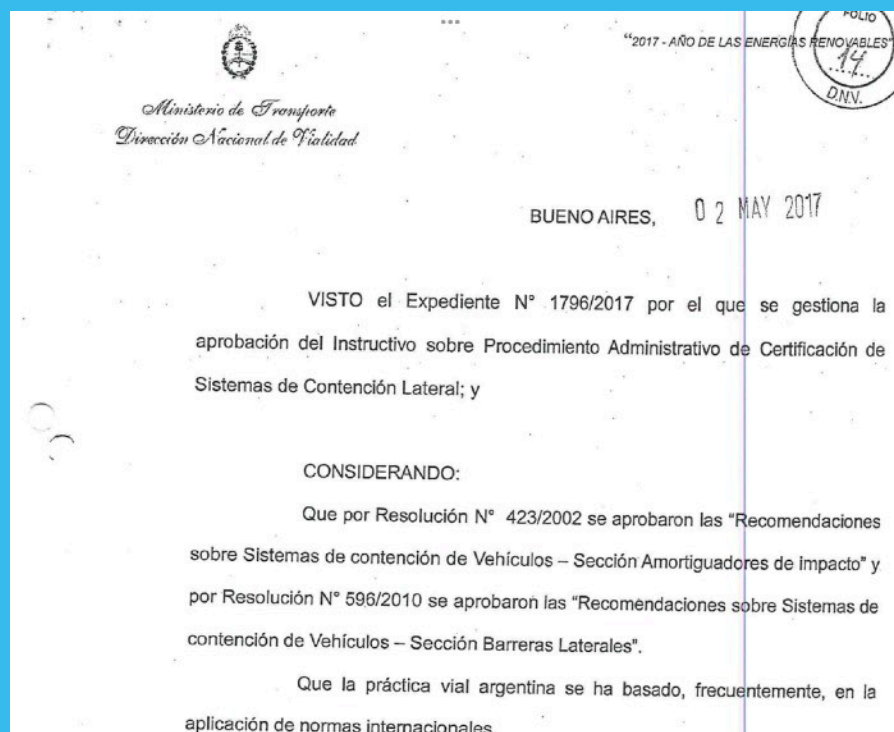 FOLIO
14
D.N.V.
"2017 - AÑO DE LAS ENERGÍAS RENOVABLES"
Ministerio de Transporte
Dirección Nacional de Vialidad
BUENO AIRES, 02 MAY 2017
VISTO el Expediente N° 1796/2017 por el que se gestiona la
aprobación del Instructivo sobre Procedimiento Administrativo de Certificación de
Sistemas de Contención Lateral; y
CONSIDERANDO:
Que por Resolución N° 423/2002 se aprobaron las “Recomendaciones
sobre Sistemas de contención de Vehículos – Sección Amortiguadores de impacto” y
por Resolución N° 596/2010 se aprobaron las “Recomendaciones sobre Sistemas de
contención de Vehículos – Sección Barreras Laterales”.
Que la práctica vial argentina se ha basado, frecuentemente, en la
aplicación de normas internacionales